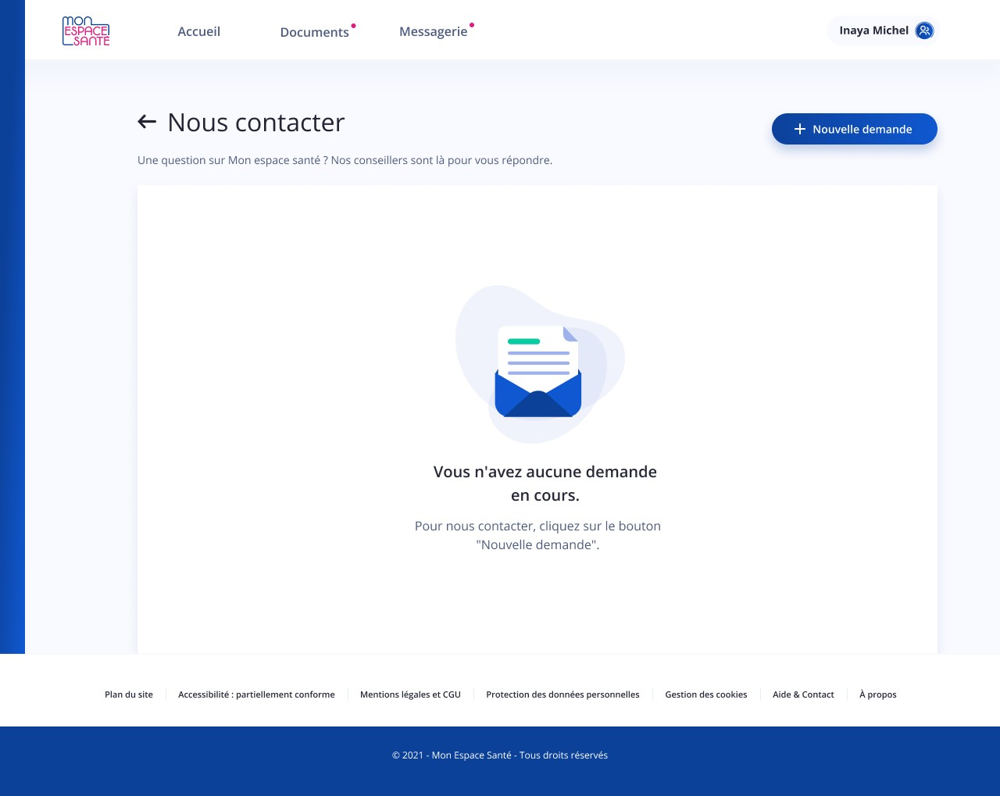 MON
ESPACE
SANTÉ
Accueil
Documents
Messagerie
Inaya Michel
Nous contacter
Nouvelle demande
Une question sur Mon espace santé ? Nos conseillers sont là pour vous répondre.
Vous n'avez aucune demande
en cours.
Pour nous contacter, cliquez sur le bouton
"Nouvelle demande".
Plan du site
Accessibilité : partiellement conforme
Mentions légales et CGU
Protection des données personnelles
Gestion des cookies
Aide & Contact
À propos
© 2021 - Mon Espace Santé - Tous droits réservés